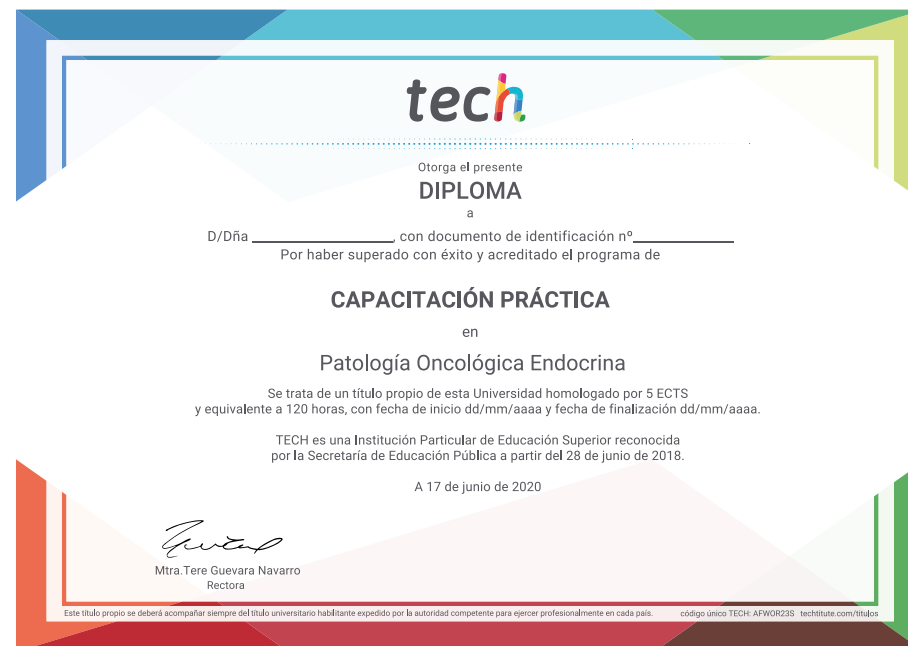 tech
Otorga el presente
DIPLOMA
a
D/Dña ____________________, con documento de identificación nº______________
Por haber superado con éxito y acreditado el programa de
CAPACITACIÓN PRÁCTICA
en
Patología Oncológica Endocrina
Se trata de un título propio de esta Universidad homologado por 5 ECTS
y equivalente a 120 horas, con fecha de inicio dd/mm/aaaa y fecha de finalización dd/mm/aaaa.
TECH es una Institución Particular de Educación Superior reconocida
por la Secretaría de Educación Pública a partir del 28 de junio de 2018.
A 17 de junio de 2020
Mtra.Tere Guevara Navarro
Rectora
Este título propio se deberá acompañar siempre del título universitario habilitante expedido por la autoridad competente para ejercer profesionalmente en cada país. código único TECH: AFWOR23S techtitute.com/titulos